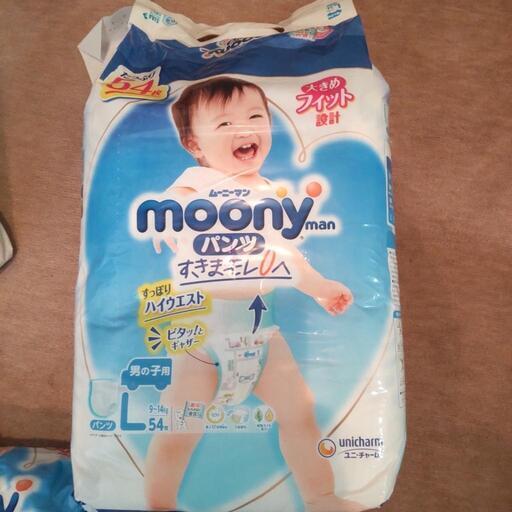 54枚
大きめ
フィット
設計
ムーニーマン
moony man
パンツ
すきまモレ0へ
すっぽり
ハイウエスト
ピタッ!と
ギャザー
男の子用
パンツ
L
9~14kg
54枚
unicharm
ユニ・チャーム